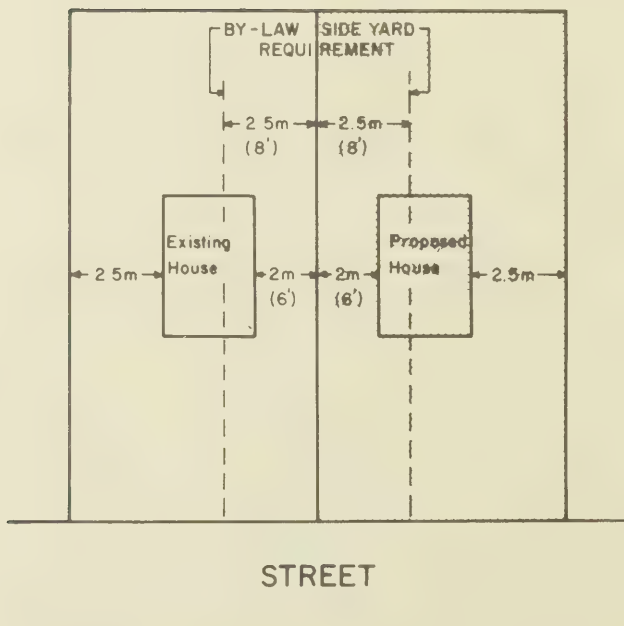 BY-LAW SIDE YARD
REQUIREMENT
2 5m 2.5m
(8') (8')
Existing Proposed
House House
2 5m 2m 2m 2.5m
(6') (6')
STREET